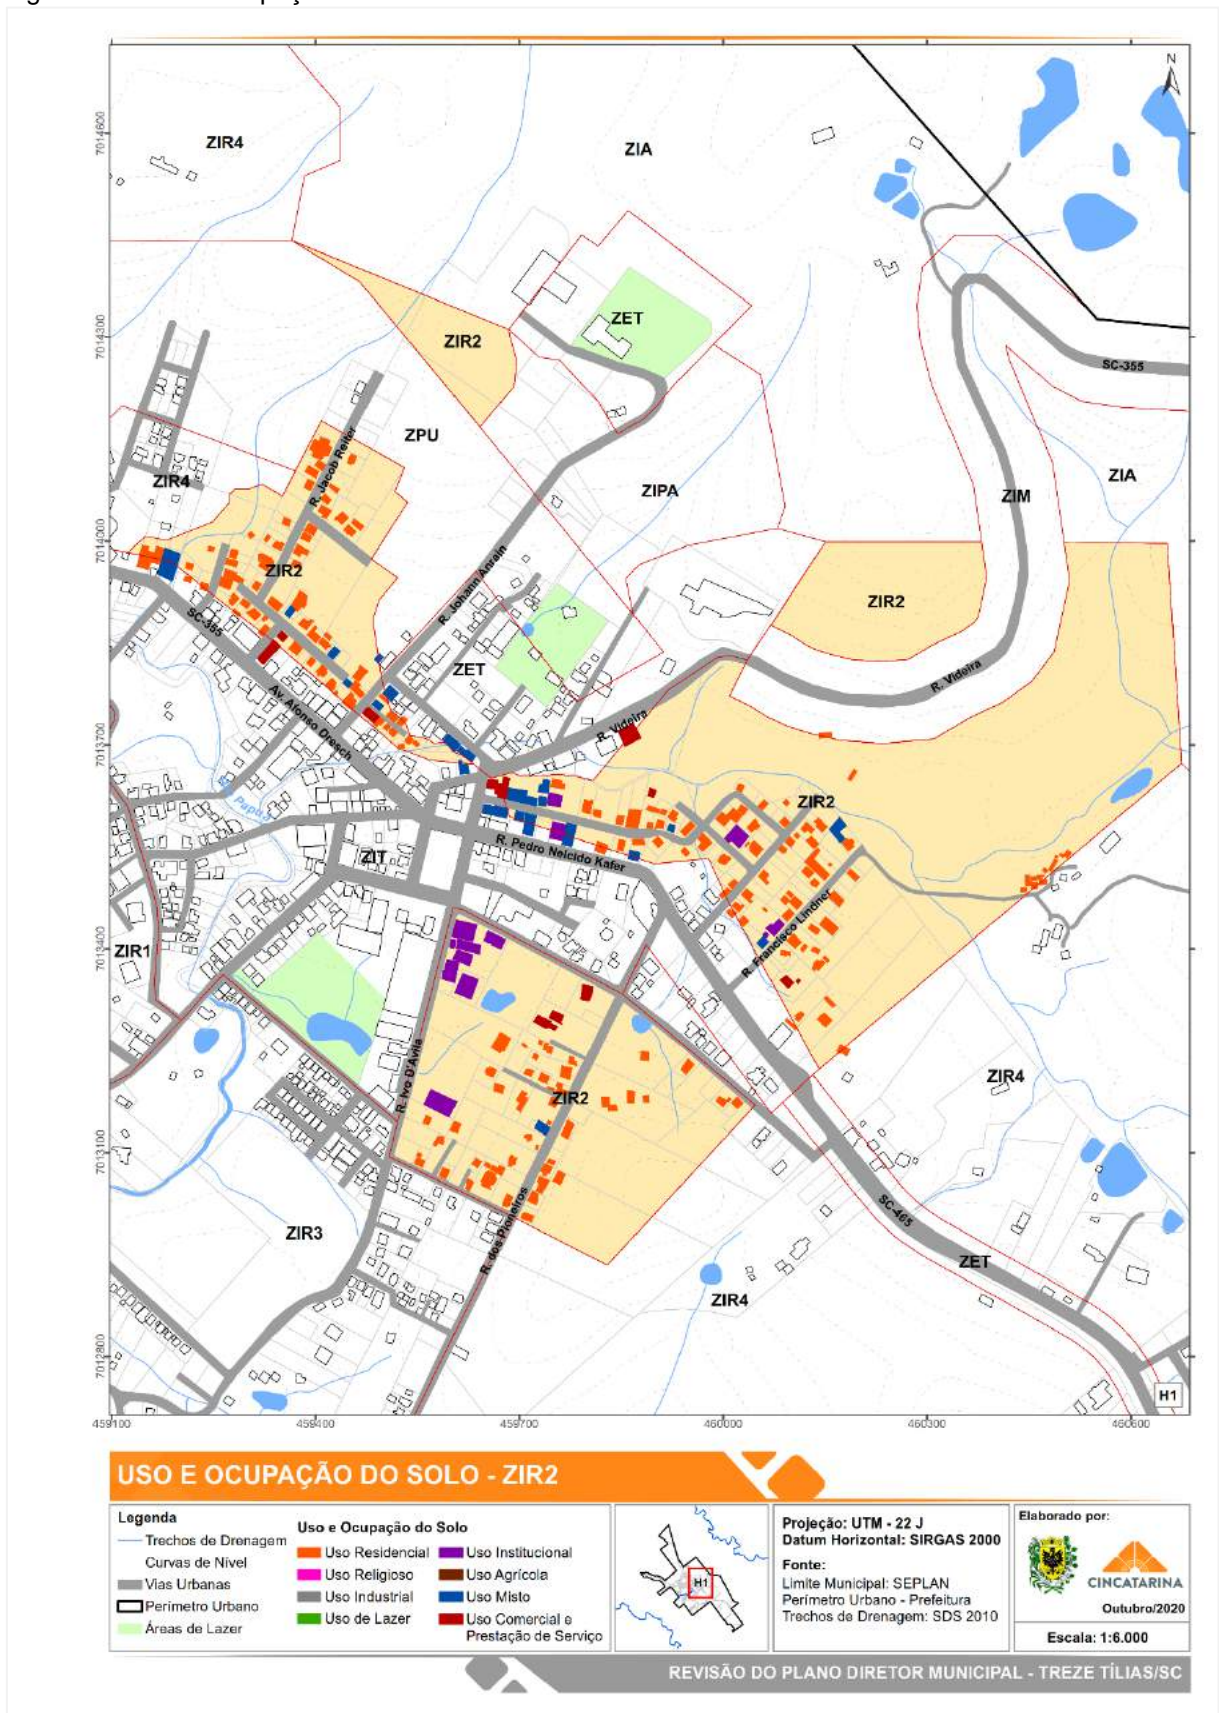 N
ZIR4
ZIA
7014600
ZET
ZIR2
7014300
SC-355
ZPU
R. Jacob Reiter
ZIR4
ZIPA
ZIM
ZIA
7014000
R. Johann Anrain
ZIR2
ZIR2
SC-355
ZET
R. Videira
Av. Afonso Dresch
R. Videira
7013700
ZIR2
R. Pedro Neicido Kafer
ZIT
R. Francisco Lindner
ZIR1
7013400
R. Ivo D'Avila
ZIR2
ZIR4
7013100
SC-465
R. dos Pioneiros
ZIR3
ZET
ZIR4
7012800
H1
459100 459400 459700 460000 460300 460600
USO E OCUPAÇÃO DO SOLO - ZIR2
Legenda
Trechos de Drenagem
Curvas de Nível
Vias Urbanas
Perímetro Urbano
Áreas de Lazer
Uso e Ocupação do Solo
Uso Residencial
Uso Religioso
Uso Industrial
Uso de Lazer
Uso Institucional
Uso Agrícola
Uso Misto
Uso Comercial e
Prestação de Serviço
H1
Projeção: UTM - 22 J
Datum Horizontal: SIRGAS 2000
Fonte:
Limite Municipal: SEPLAN
Perímetro Urbano - Prefeitura
Trechos de Drenagem: SDS 2010
Elaborado por:
CINCATARINA
Outubro/2020
Escala: 1:6.000
REVISÃO DO PLANO DIRETOR MUNICIPAL - TREZE TÍLIAS/SC